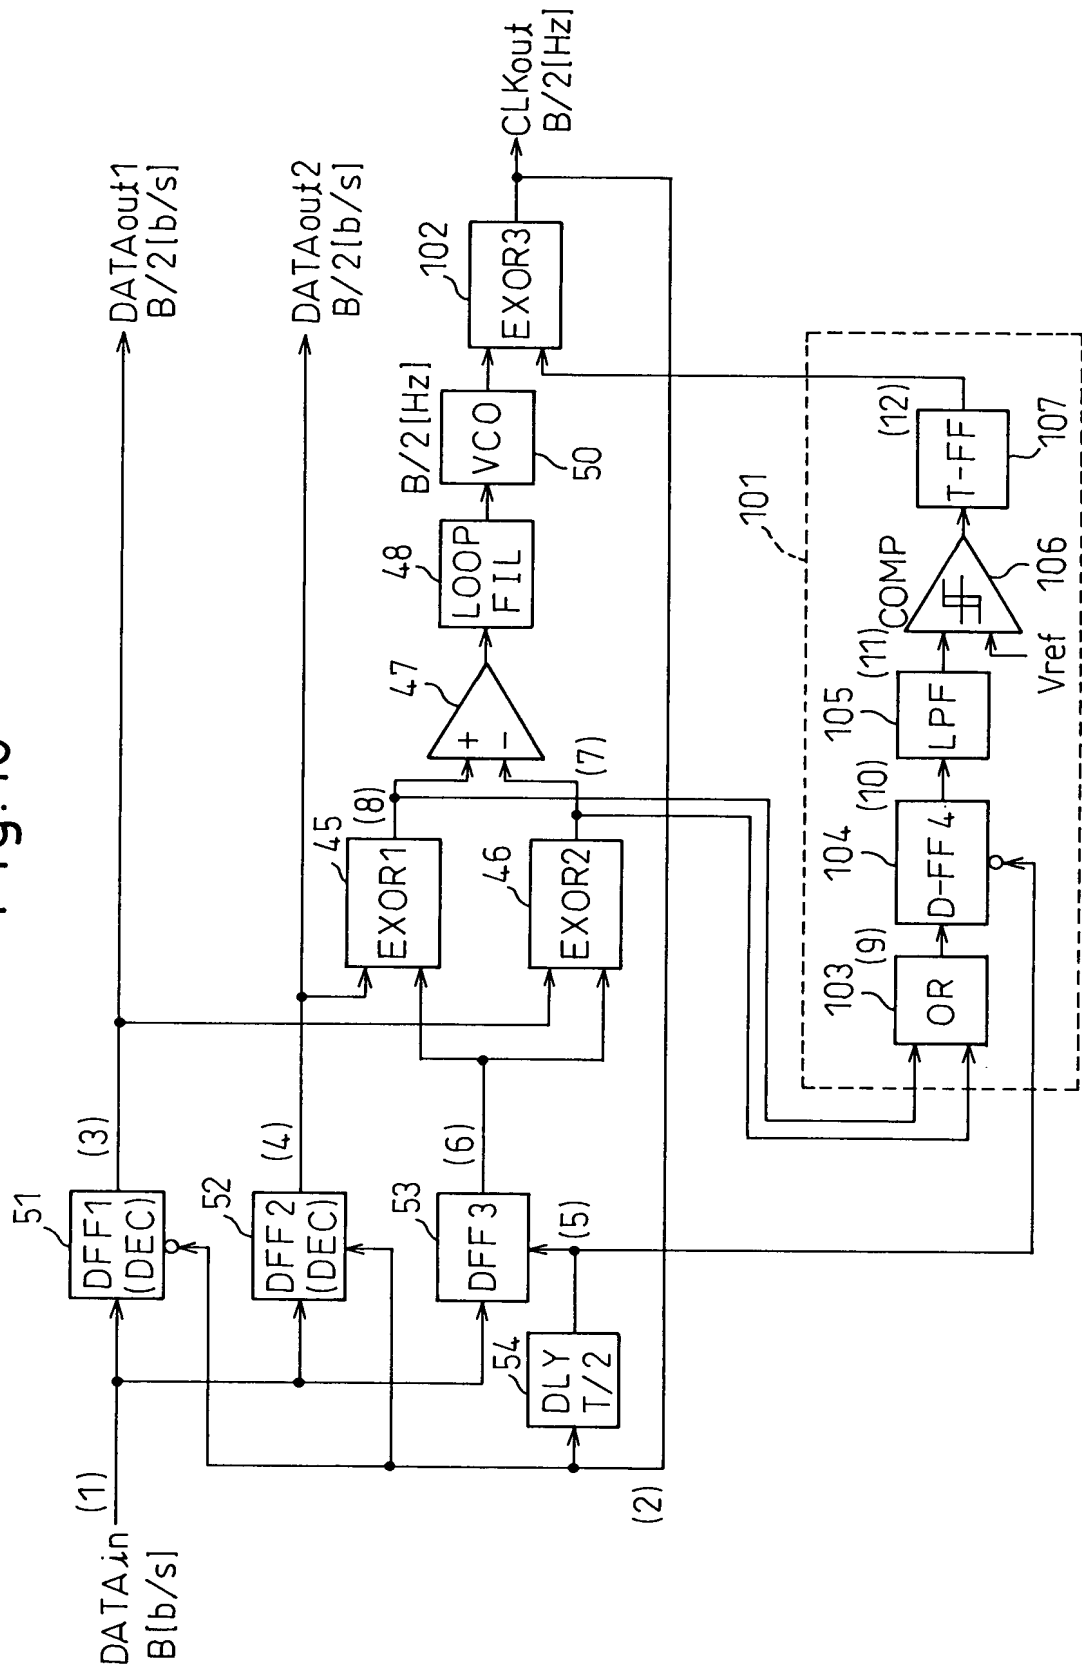 DATAin
B[b/s]
(1)
51
DFF1
(DEC)
(3)
DATAout1
B/2[b/s]
52
DFF2
(DEC)
(4)
DATAout2
B/2[b/s]
53
DFF3
(6)
54
DLY
T/2
(5)
(2)
45
EXOR1
(8)
46
EXOR2
(7)
47
+
−
48
LOOP
FIL
B/2[Hz]
VCO
50
102
EXOR3
CLKout
B/2[Hz]
101
103
OR
(9)
104
D-FF4
(10)
105
LPF
(11)
COMP
Vref
106
T-FF
(12)
107